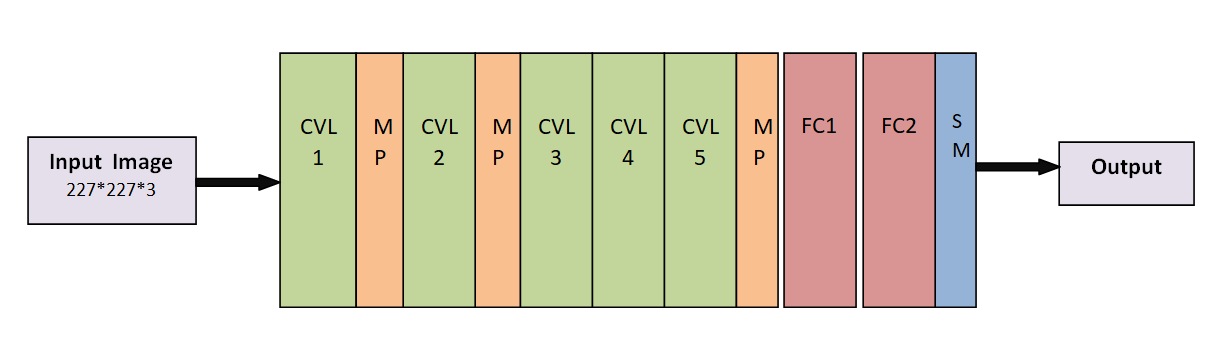 Input Image
227*227*3
CVL
1
M
P
CVL
2
M
P
CVL
3
CVL
4
CVL
5
M
P
FC1
FC2
S
M
Output